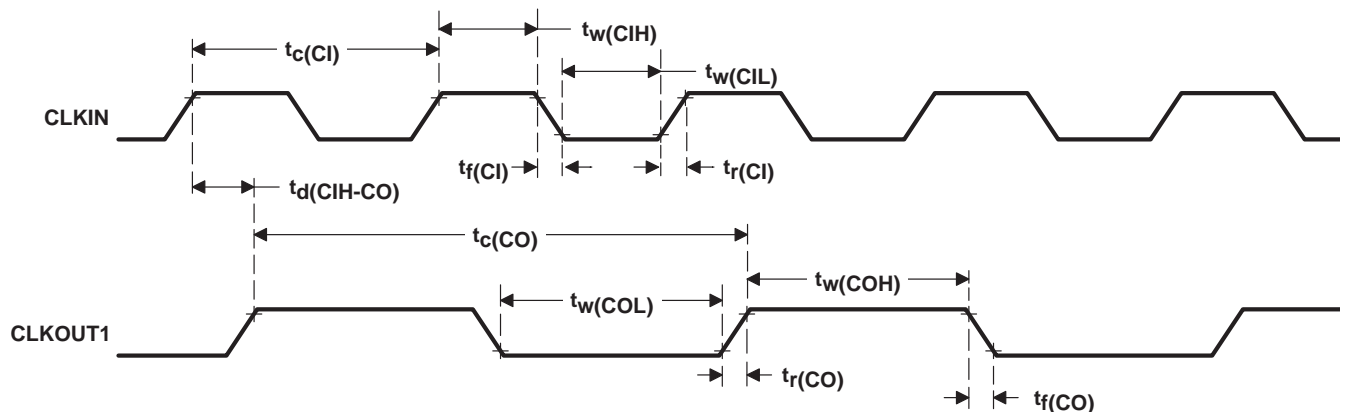 tw(CIH)
tc(CI)
tw(CIL)
CLKIN
tf(CI)
tr(CI)
td(CIH-CO)
tc(CO)
tw(COH)
tw(COL)
CLKOUT1
tr(CO)
tf(CO)